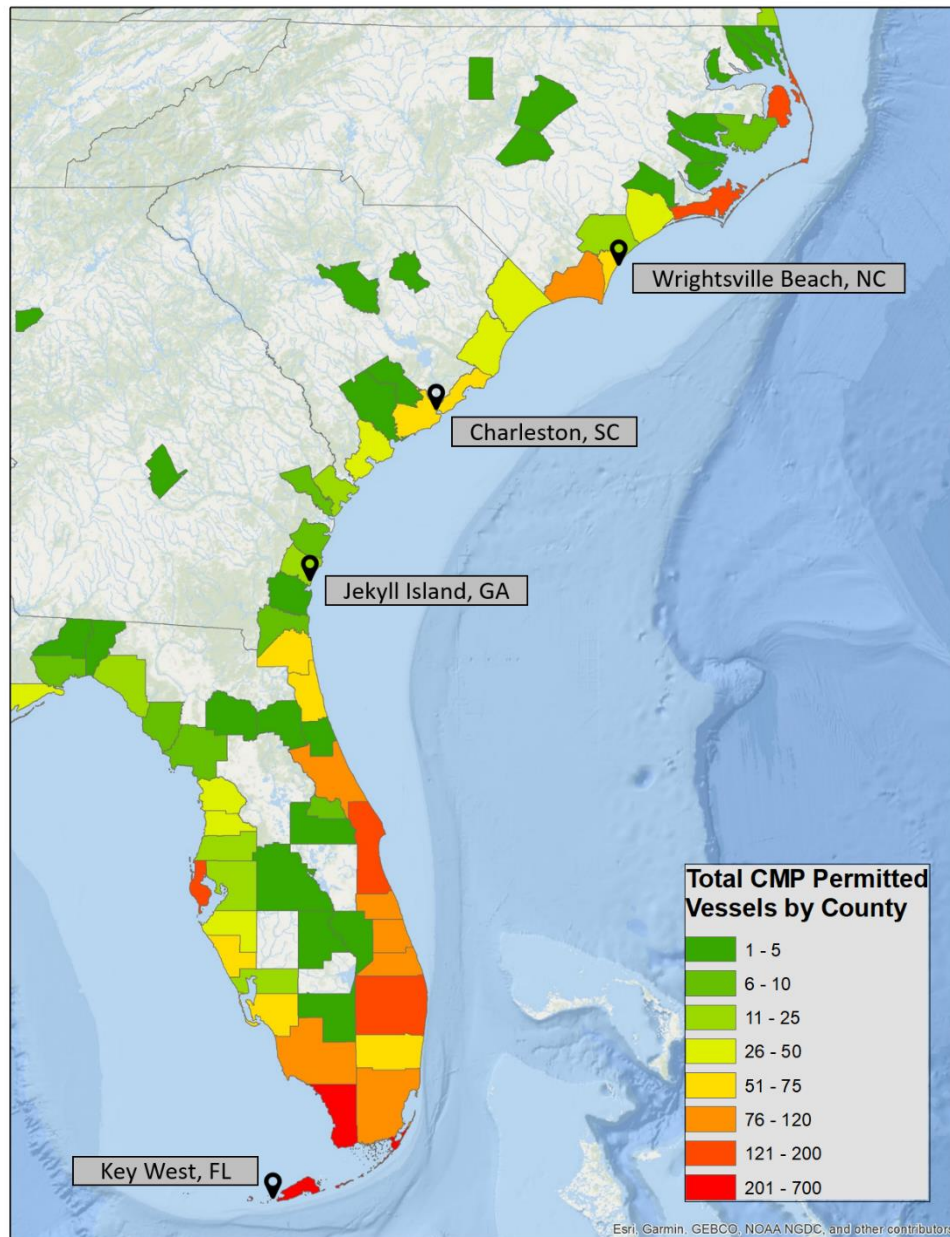 Wrightsville Beach, NC
Charleston, SC
Jekyll Island, GA
Total CMP Permitted
Vessels by County
1 - 5
6 - 10
11 - 25
26 - 50
51 - 75
76 - 120
121 - 200
201 - 700
Key West, FL
Esri, Garmin, GEBCO, NOAA NGDC, and other contributors